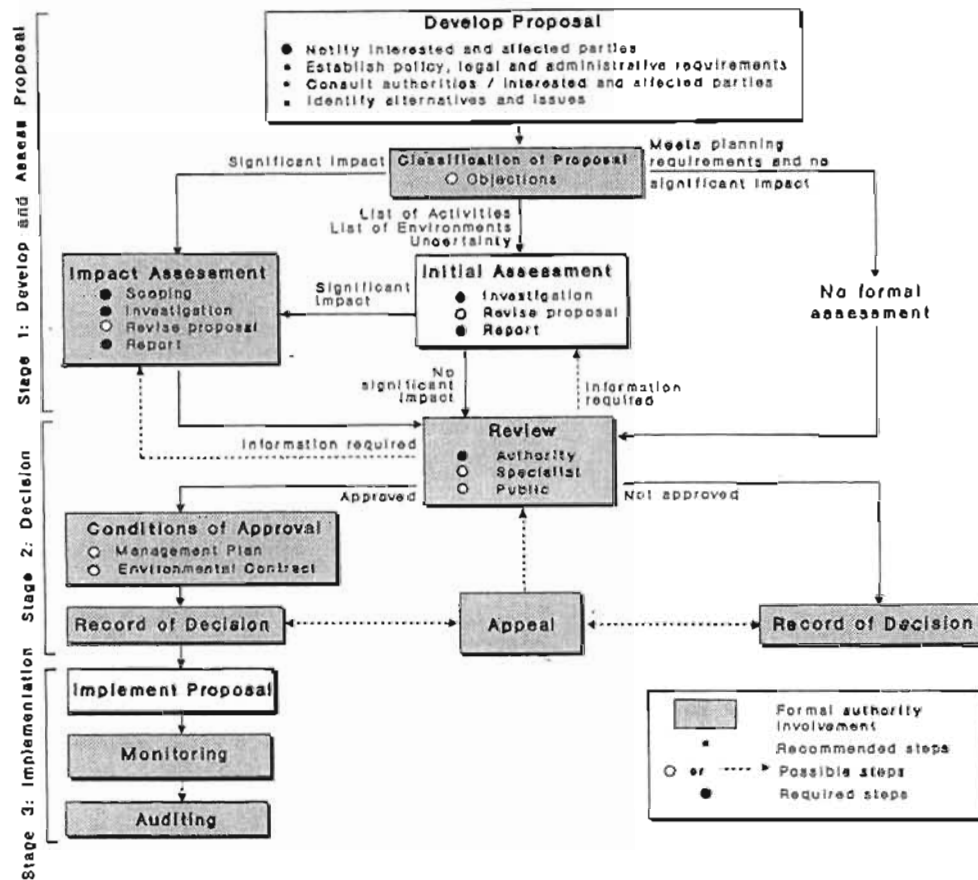 Develop Proposal
● Notify interested and affected parties
▪ Establish policy, legal and administrative requirements
▪ Consult authorities / interested and affected parties
▪ Identify alternatives and issues
Significant impact
Classification of Proposal
○ Objections
Meets planning
requirements and no
significant impact
List of Activities
List of Environments
Uncertainty
Impact Assessment
● Scoping
● Investigation
○ Revise proposal
● Report
Significant
impact
Initial Assessment
● Investigation
○ Revise proposal
● Report
No formal
assessment
No
significant
impact
Information
required
Information required
Review
● Authority
○ Specialist
○ Public
Approved
Not approved
Conditions of Approval
○ Management Plan
○ Environmental Contract
Record of Decision
Appeal
Record of Decision
Implement Proposal
Monitoring
Auditing
Formal authority
involvement
▪ Recommended steps
○ or Possible steps
● Required steps
Stage 1: Develop and Assess Proposal
Stage 2: Decision
Stage 3: Implementation